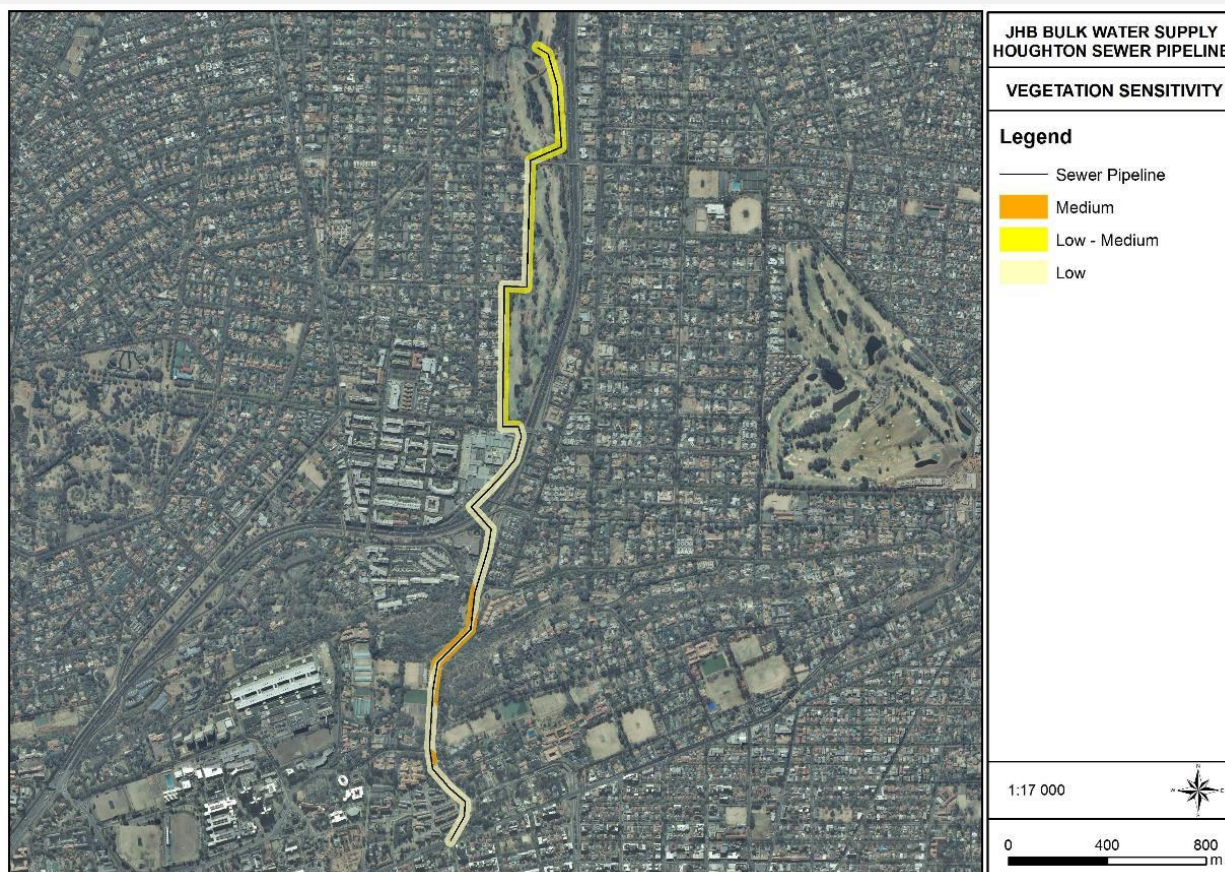 JHB BULK WATER SUPPLY
HOUGHTON SEWER PIPELINE
VEGETATION SENSITIVITY
Legend
Sewer Pipeline
Medium
Low - Medium
Low
1:17 000
N
W
E
S
0 400 800
m